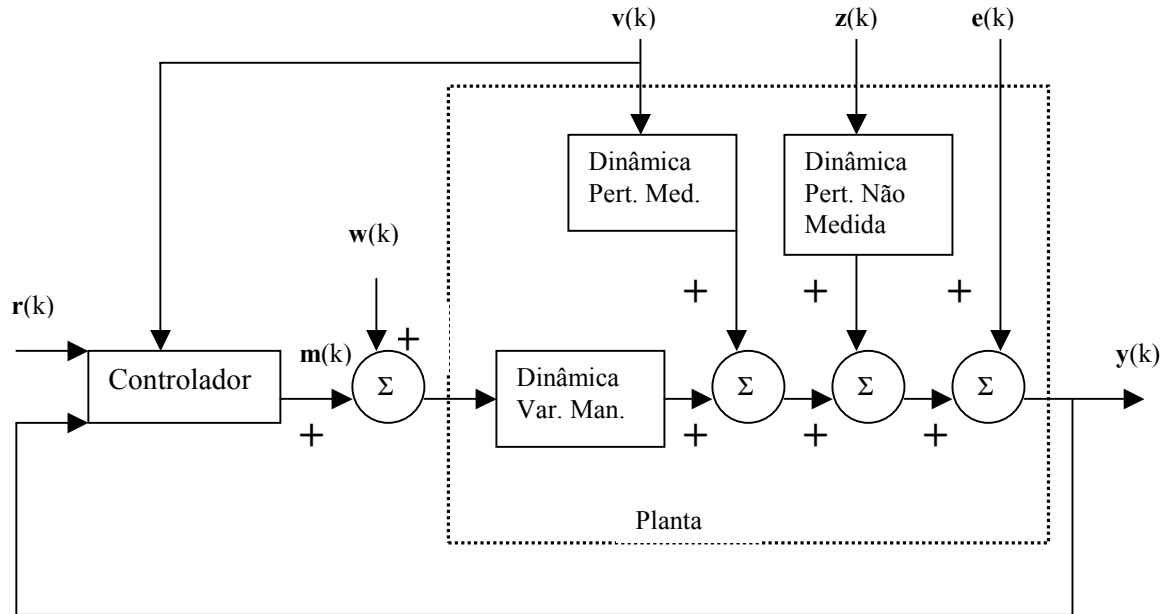 v(k)
z(k)
e(k)
Dinâmica
Pert. Med.
Dinâmica
Pert. Não
Medida
w(k)
+
+
+
r(k)
+
m(k)
y(k)
Controlador
Σ
Dinâmica
Var. Man.
Σ
Σ
Σ
+
+
+
+
Planta